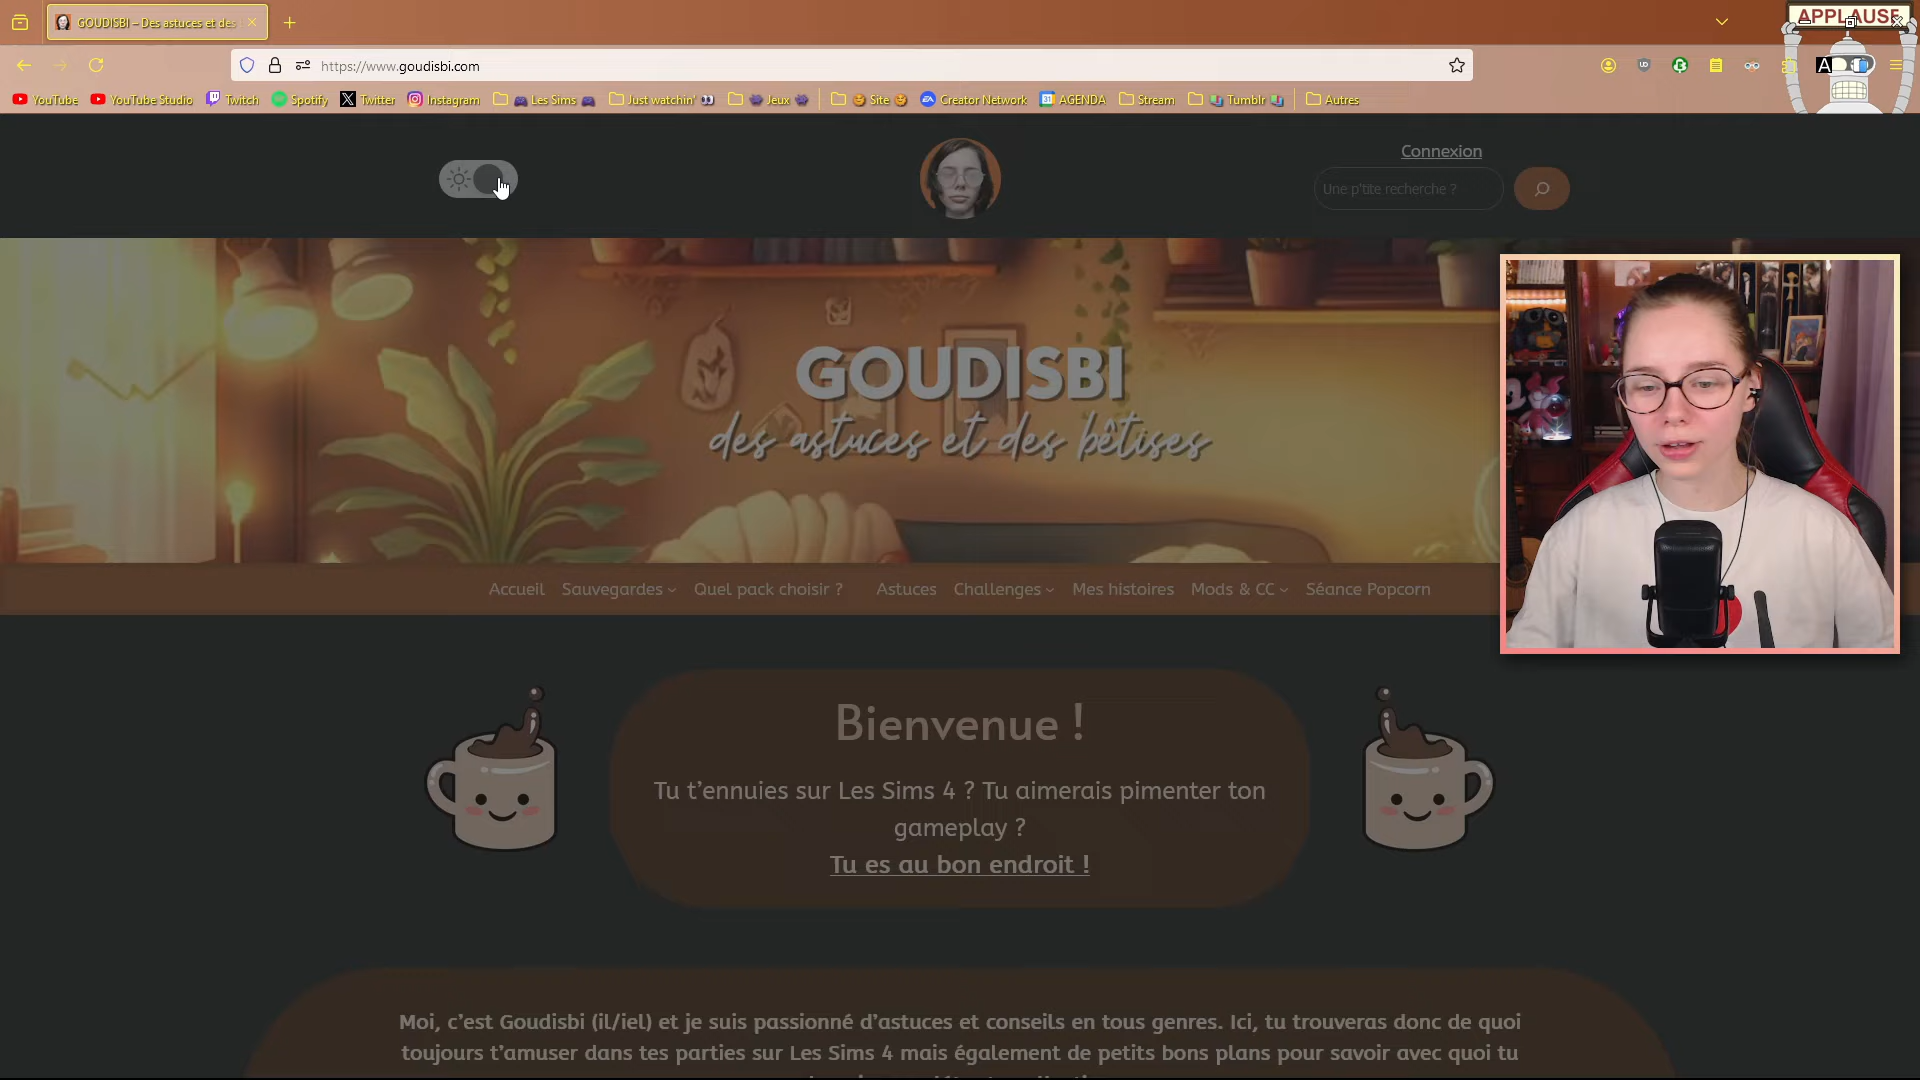 GOUDISBI – Des astuces et des
APPLAUSE
https://www.goudisbi.com
YouTube YouTube Studio Twitch Spotify Twitter Instagram Les Sims Just watchin' Jeux Site Creator Network AGENDA Stream Tumblr Autres
Connexion
Une p'tite recherche ?
GOUDISBI
des astuces et des bêtises
Accueil Sauvegardes Quel pack choisir ? Astuces Challenges Mes histoires Mods & CC Séance Popcorn
Bienvenue !
Tu t'ennuies sur Les Sims 4 ? Tu aimerais pimenter ton
gameplay ?
Tu es au bon endroit !
Moi, c'est Goudisbi (il/iel) et je suis passionné d'astuces et conseils en tous genres. Ici, tu trouveras donc de quoi
toujours t'amuser dans tes parties sur Les Sims 4 mais également de petits bons plans pour savoir avec quoi tu